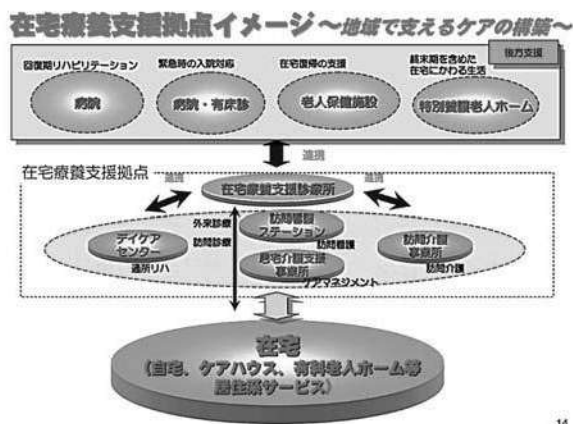 在宅療養支援拠点イメージ ～地域で支えるケアの構築～
後方支援
回復期リハビリテーション
緊急時の入院対応
在宅復帰の支援
終末期を含めた
在宅にかわる生活
病院
病院・有床診
老人保健施設
特別養護老人ホーム
連携
在宅療養支援拠点
連携
連携
在宅療養支援診療所
外来診療
訪問診療
訪問看護
ステーション
訪問看護
デイケア
センター
通所リハ
居宅介護支援
事業所
ケアマネジメント
訪問介護
事業所
訪問介護
在宅
（自宅、ケアハウス、有料老人ホーム等
居住系サービス）
14